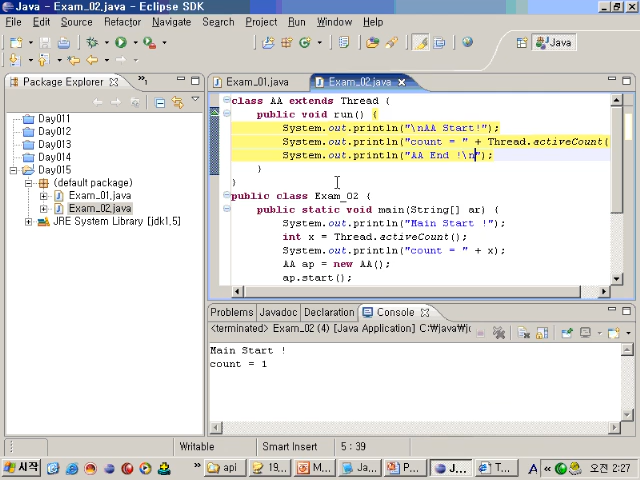 Java - Exam_02.java - Eclipse SDK
File Edit Source Refactor Navigate Search Project Run Window Help
Java
Package Explorer
Day011
Day012
Day013
Day014
Day015
(default package)
Exam_01.java
Exam_02.java
JRE System Library [jdk1.5]
Exam_01.java Exam_02.java
class AA extends Thread {
public void run() {
System.out.println("\nAA Start!");
System.out.println("count = " + Thread.activeCount(
System.out.println("AA End !\n");
}
}
public class Exam_02 {
public static void main(String[] ar) {
System.out.println("Main Start !");
int x = Thread.activeCount();
System.out.println("count = " + x);
AA ap = new AA();
ap.start();
Problems Javadoc Declaration Console
<terminated> Exam_02 (4) [Java Application] C:₩java₩j
Main Start !
count = 1
Writable Smart Insert 5 : 39
시작 api 19,.. M... Ja... P... J... T... A 오전 2:27